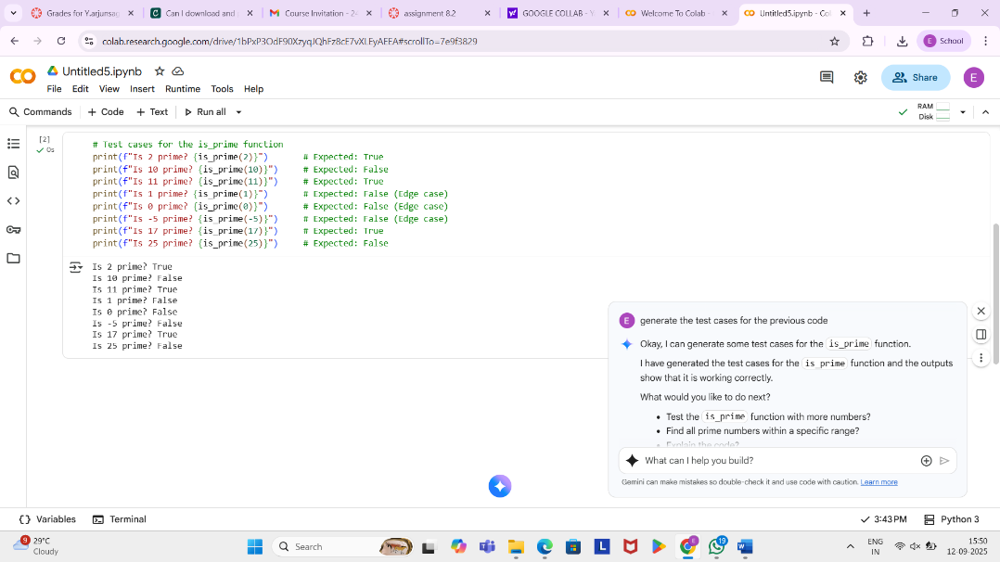 Grades for Y.arjunsag
Can I download and
Course Invitation - 24
assignment 8.2
GOOGLE COLLAB - Y
Welcome To Colab -
Untitled5.ipynb - Col
colab.research.google.com/drive/1bPxP3OdF90XzyqJQhFz8cE7vXLEyAEEA#scrollTo=7e9f3829
E School
Untitled5.ipynb
File Edit View Insert Runtime Tools Help
Share
E
Commands + Code + Text Run all
RAM
Disk
[2]
0s
# Test cases for the is_prime function
print(f"Is 2 prime? {is_prime(2)}") # Expected: True
print(f"Is 10 prime? {is_prime(10)}") # Expected: False
print(f"Is 11 prime? {is_prime(11)}") # Expected: True
print(f"Is 1 prime? {is_prime(1)}") # Expected: False (Edge case)
print(f"Is 0 prime? {is_prime(0)}") # Expected: False (Edge case)
print(f"Is -5 prime? {is_prime(-5)}") # Expected: False (Edge case)
print(f"Is 17 prime? {is_prime(17)}") # Expected: True
print(f"Is 25 prime? {is_prime(25)}") # Expected: False
Is 2 prime? True
Is 10 prime? False
Is 11 prime? True
Is 1 prime? False
Is 0 prime? False
Is -5 prime? False
Is 17 prime? True
Is 25 prime? False
E generate the test cases for the previous code
Okay, I can generate some test cases for the is_prime function.
I have generated the test cases for the is_prime function and the outputs
show that it is working correctly.
What would you like to do next?
• Test the is_prime function with more numbers?
• Find all prime numbers within a specific range?
• Explain the code?
What can I help you build?
Gemini can make mistakes so double-check it and use code with caution. Learn more
Variables Terminal
3:43PM Python 3
9
29°C
Cloudy
Search
L
19
ENG
IN
15:50
12-09-2025